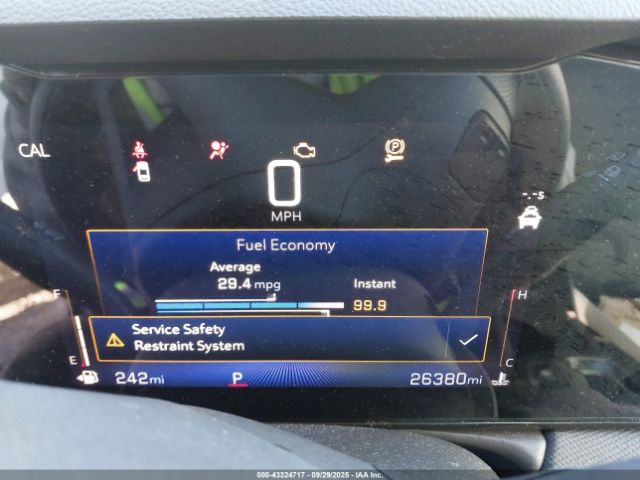 CAL
P
0
MPH
-.-s
Fuel Economy
Average
29.4 mpg
Instant
99.9
F
H
Service Safety
Restraint System
E
C
242mi
P
26380mi
000-43324717 - 09/29/2025 - IAA Inc.